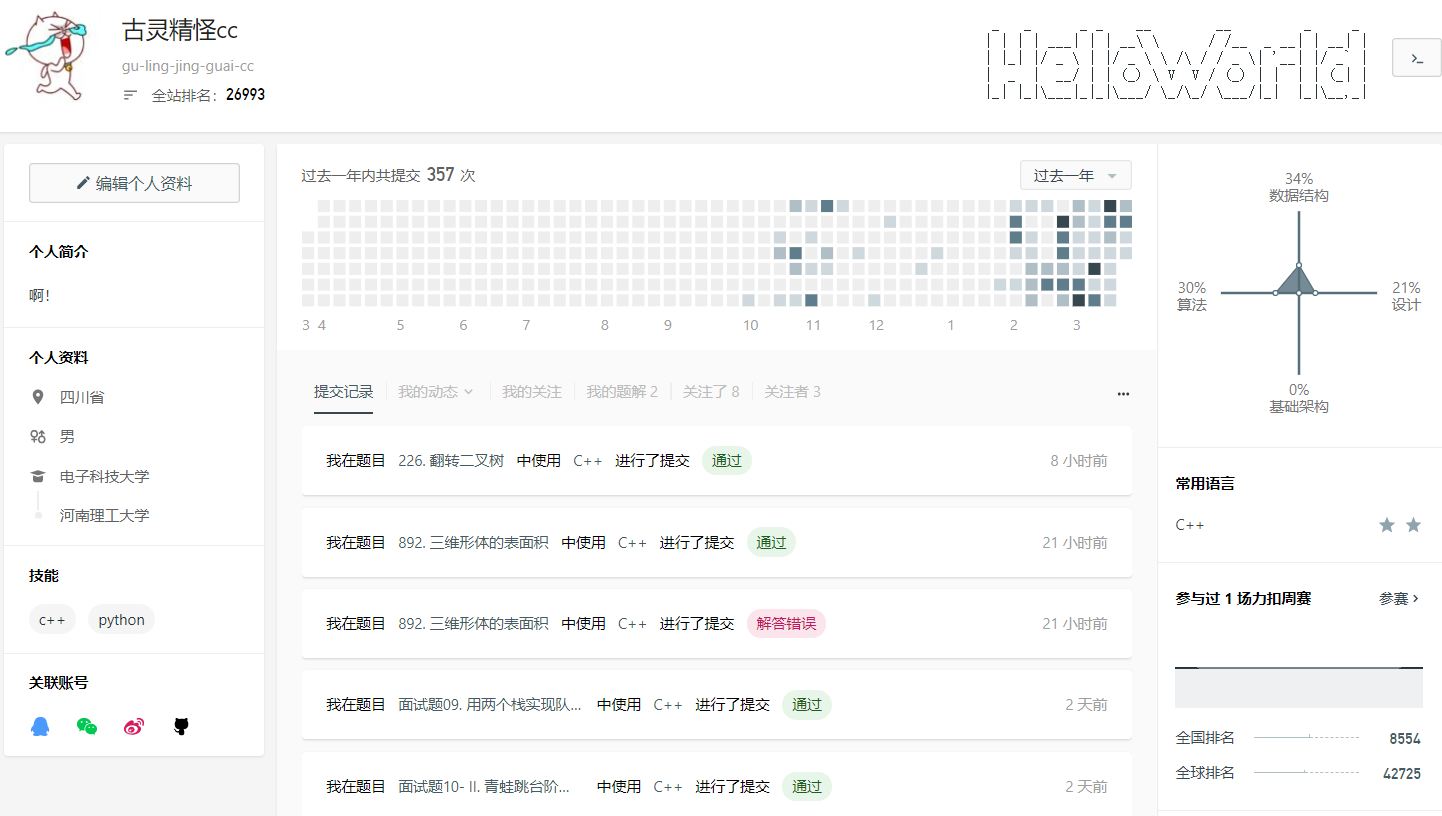 古灵精怪cc
gu-ling-jing-guai-cc
全站排名：26993
HelloWorld
编辑个人资料
个人简介
啊！
个人资料
四川省
男
电子科技大学
河南理工大学
技能
c++ python
关联账号
过去一年内共提交 357 次 过去一年
3 4 5 6 7 8 9 10 11 12 1 2 3
提交记录 我的动态 我的关注 我的题解 2 关注了 8 关注者 3
我在题目 226. 翻转二叉树 中使用 C++ 进行了提交 通过 8 小时前
我在题目 892. 三维形体的表面积 中使用 C++ 进行了提交 通过 21 小时前
我在题目 892. 三维形体的表面积 中使用 C++ 进行了提交 解答错误 21 小时前
我在题目 面试题09. 用两个栈实现队... 中使用 C++ 进行了提交 通过 2 天前
我在题目 面试题10- II. 青蛙跳台阶... 中使用 C++ 进行了提交 通过 2 天前
34%
数据结构
30%
算法
21%
设计
0%
基础架构
常用语言
C++
参与过 1 场力扣周赛 参赛
全国排名 8554
全球排名 42725